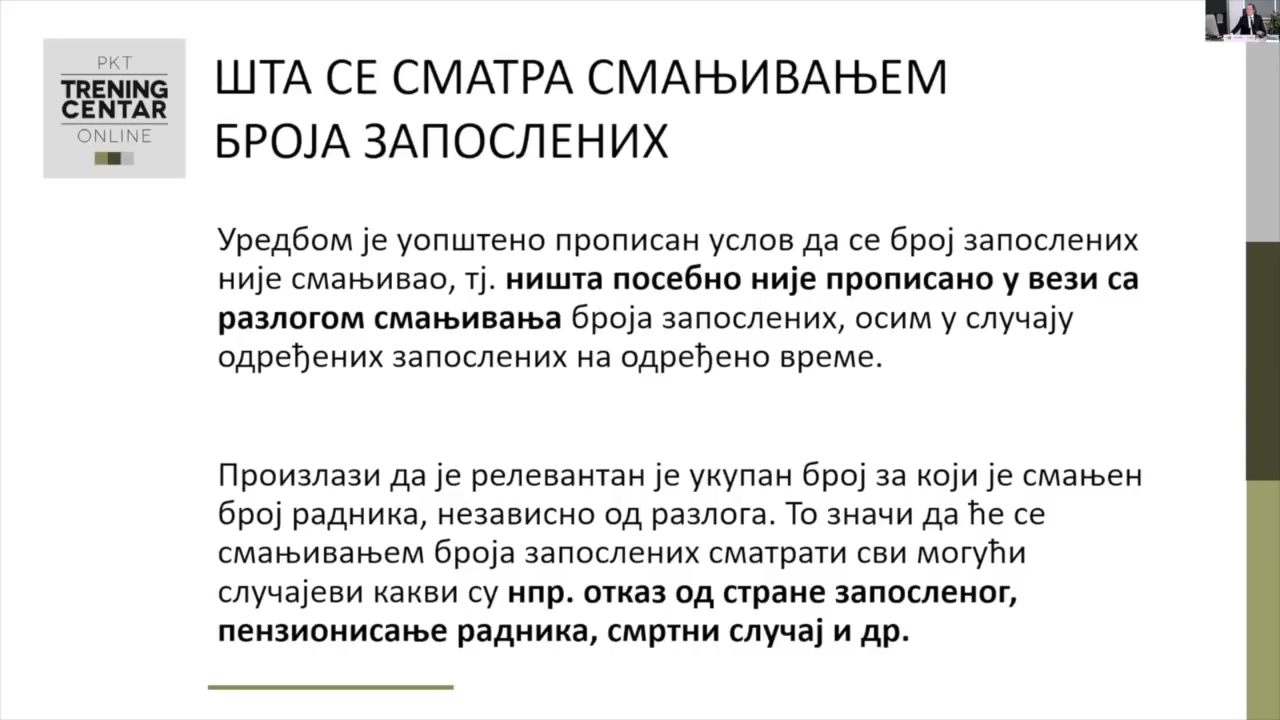 PKT
TRENING
CENTAR
ONLINE
ШТА СЕ СМАТРА СМАЊИВАЊЕМ
БРОЈА ЗАПОСЛЕНИХ
Уредбом је уопштено прописан услов да се број запослених
није смањивао, тј. ништа посебно није прописано у вези са
разлогом смањивања броја запослених, осим у случају
одређених запослених на одређено време.
Произлази да је релевантан је укупан број за који је смањен
број радника, независно од разлога. То значи да ће се
смањивањем броја запослених сматрати сви могући
случајеви какви су нпр. отказ од стране запосленог,
пензионисање радника, смртни случај и др.